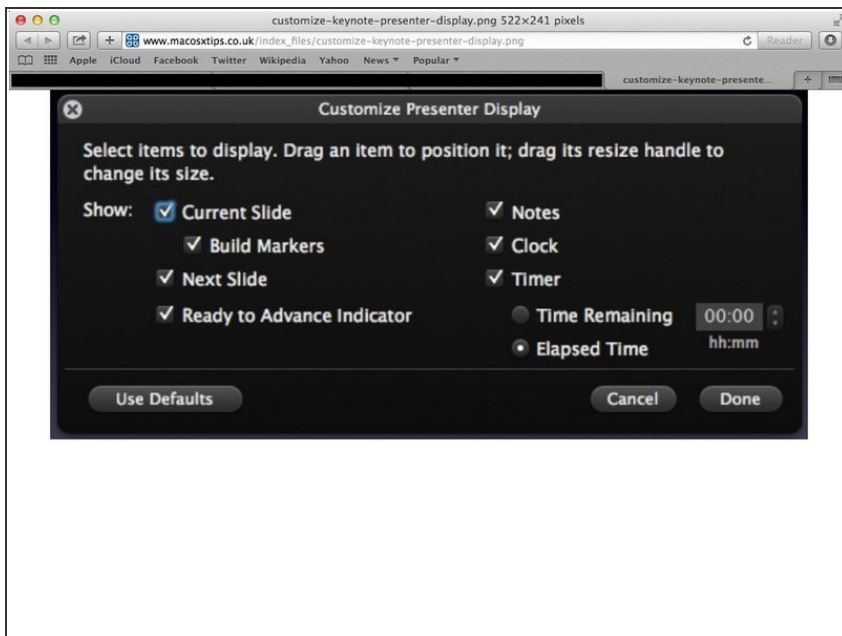 customize-keynote-presenter-display.png 522×241 pixels
www.macosxtips.co.uk/index_files/customize-keynote-presenter-display.png
Reader
Apple iCloud Facebook Twitter Wikipedia Yahoo News Popular
customize-keynote-presente...
Customize Presenter Display
Select items to display. Drag an item to position it; drag its resize handle to
change its size.
Show: Current Slide Notes
Build Markers Clock
Next Slide Timer
Ready to Advance Indicator Time Remaining 00:00
Elapsed Time hh:mm
Use Defaults Cancel Done